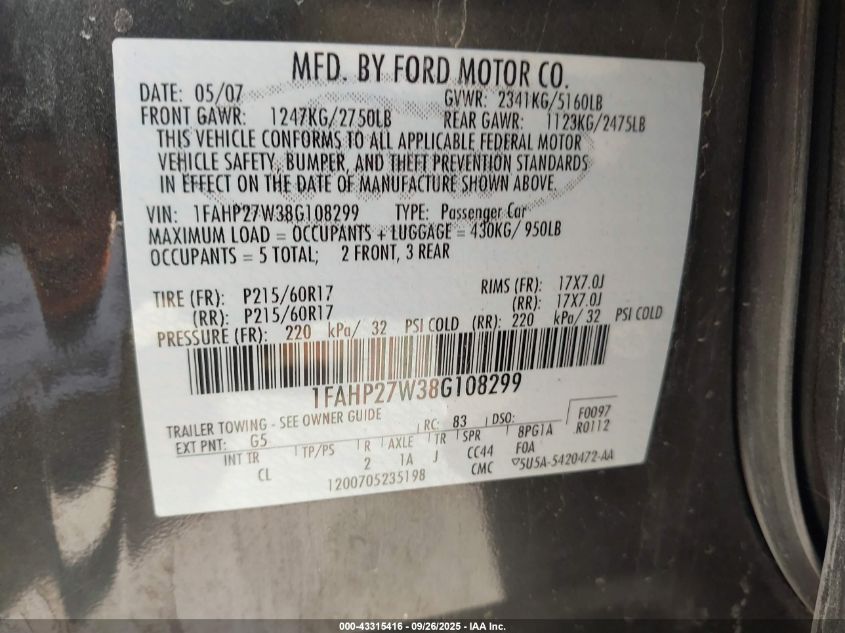 MFD. BY FORD MOTOR CO.
DATE: 05/07 GVWR: 2341KG/5160LB
FRONT GAWR: 1247KG/2750LB REAR GAWR: 1123KG/2475LB
THIS VEHICLE CONFORMS TO ALL APPLICABLE FEDERAL MOTOR
VEHICLE SAFETY, BUMPER, AND THEFT PREVENTION STANDARDS
IN EFFECT ON THE DATE OF MANUFACTURE SHOWN ABOVE.
VIN: 1FAHP27W38G108299 TYPE: Passenger Car
MAXIMUM LOAD = OCCUPANTS + LUGGAGE = 430KG/ 950LB
OCCUPANTS = 5 TOTAL; 2 FRONT, 3 REAR
TIRE (FR): P215/60R17 RIMS (FR): 17X7.0J
(RR): P215/60R17 (RR): 17X7.0J
PRESSURE (FR): 220 kPa/ 32 PSI COLD (RR): 220 kPa/ 32 PSI COLD
1FAHP27W38G108299
TRAILER TOWING - SEE OWNER GUIDE RC: 83 DSO: F0097
EXT PNT: G5 R0112
INT TR TP/PS R AXLE TR SPR 8PG1A
CL 2 1A J CC44 F0A
CMC 5U5A-5420472-AA
1200705235198
000-43315416 - 09/26/2025 - IAA Inc.